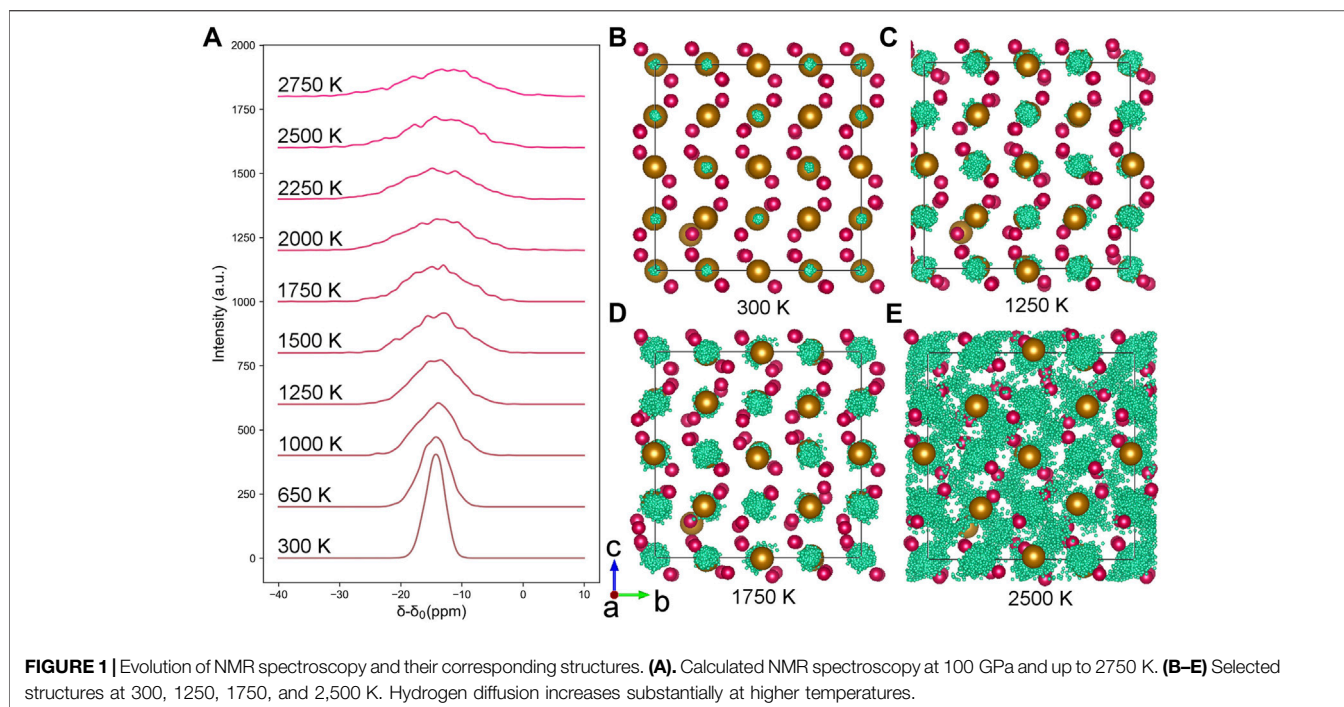 A
2000
1750
1500
1250
1000
750
500
250
0
Intensity (a.u.)
2750 K
2500 K
2250 K
2000 K
1750 K
1500 K
1250 K
1000 K
650 K
300 K
−40 −30 −20 −10 0 10
δ-δ₀(ppm)
B
300 K
C
1250 K
D
c
a b
1750 K
E
2500 K
FIGURE 1 | Evolution of NMR spectroscopy and their corresponding structures. (A). Calculated NMR spectroscopy at 100 GPa and up to 2750 K. (B–E) Selected
structures at 300, 1250, 1750, and 2,500 K. Hydrogen diffusion increases substantially at higher temperatures.